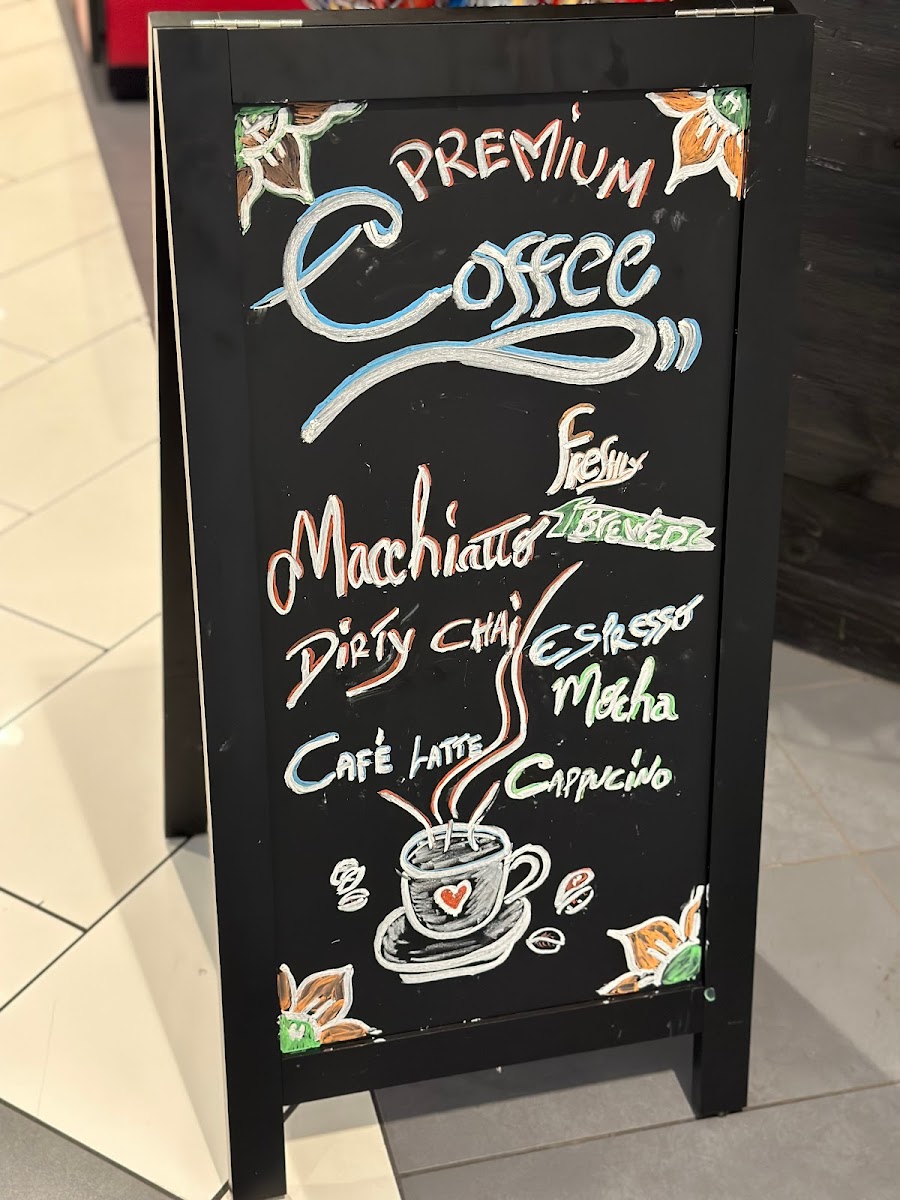 PREMiUM
Coffee
Freshly
BREWED
Macchiatto
DiRTY CHAi
ESPRESSO
Mocha
CAFÉ LATTE
CAPPUCiNO